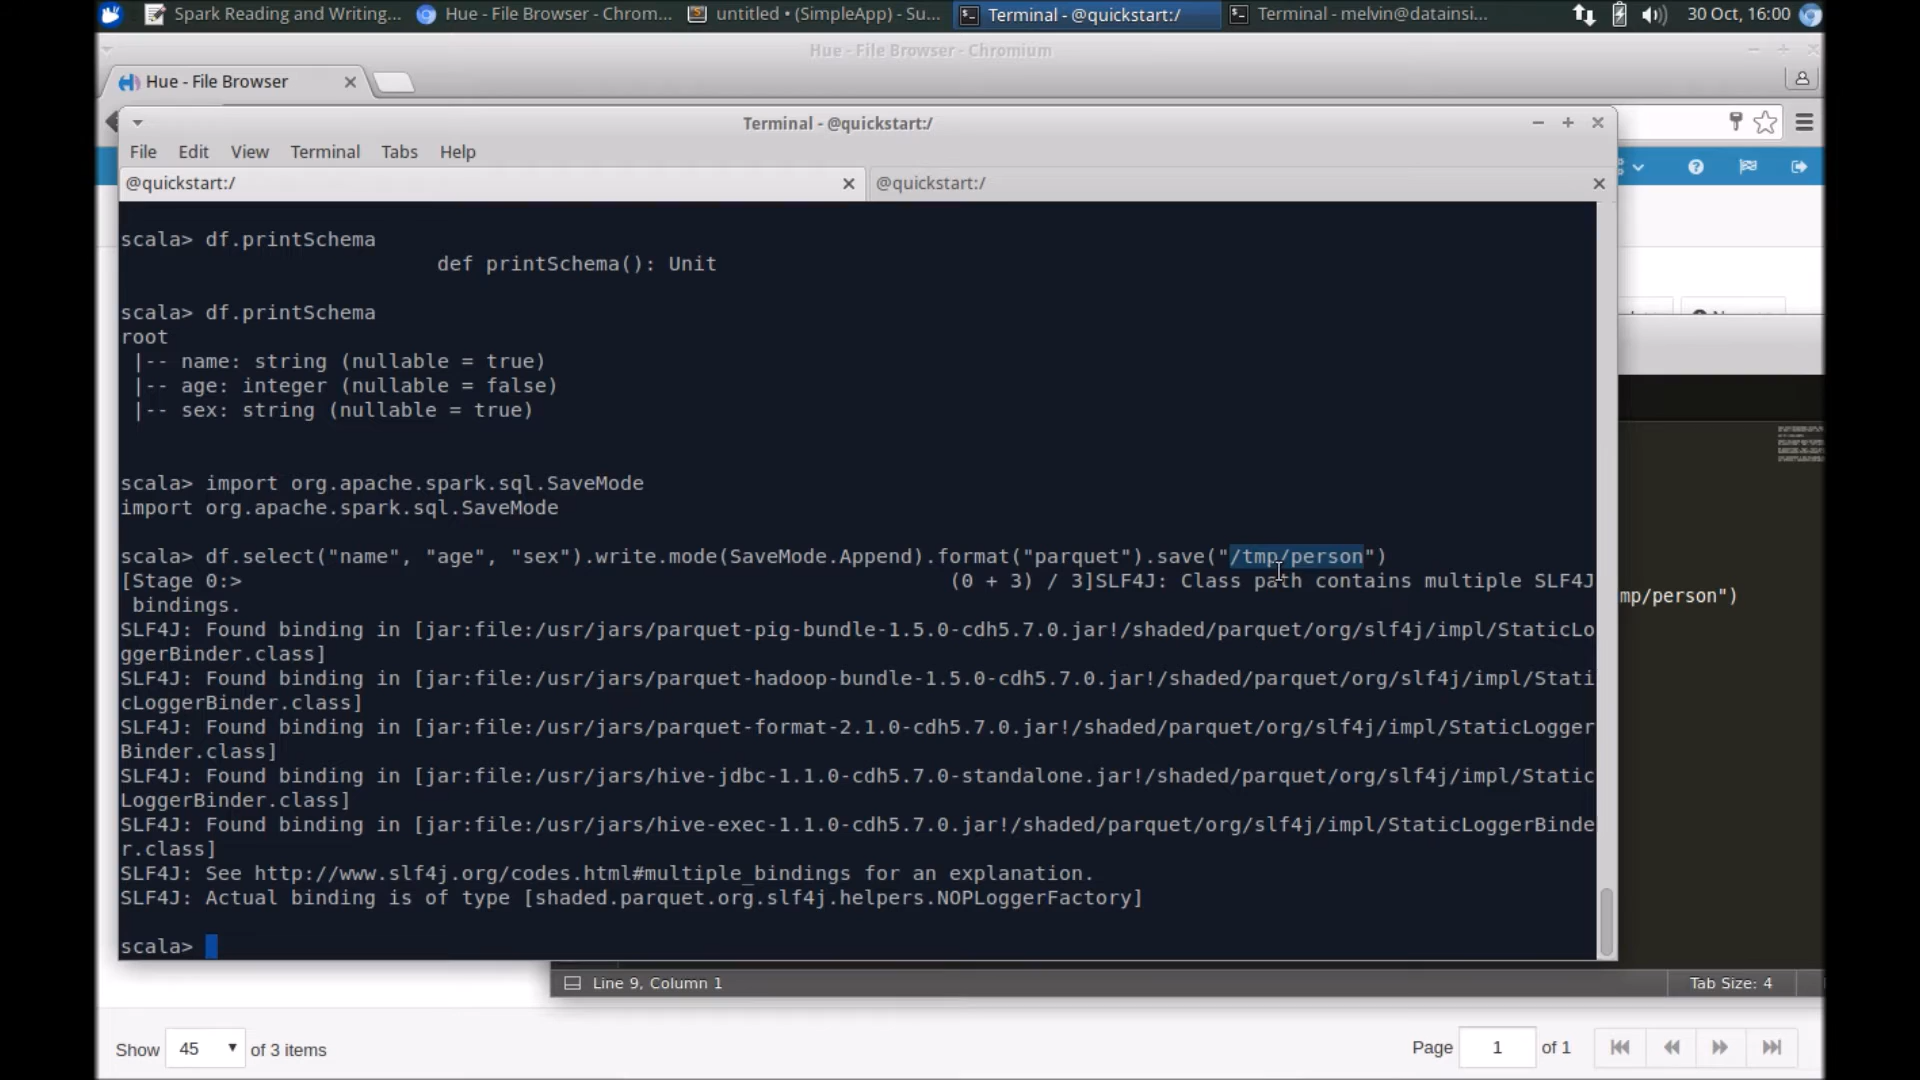 Spark Reading and Writing...
Hue - File Browser - Chrom...
untitled • (SimpleApp) - Su...
Terminal - @quickstart:/
Terminal - melvin@datainsi...
30 Oct, 16:00
Hue - File Browser - Chromium
Hue - File Browser
Terminal - @quickstart:/
File Edit View Terminal Tabs Help
@quickstart:/
@quickstart:/
scala> df.printSchema
def printSchema(): Unit
scala> df.printSchema
root
|-- name: string (nullable = true)
|-- age: integer (nullable = false)
|-- sex: string (nullable = true)
scala> import org.apache.spark.sql.SaveMode
import org.apache.spark.sql.SaveMode
scala> df.select("name", "age", "sex").write.mode(SaveMode.Append).format("parquet").save("/tmp/person")
[Stage 0:> (0 + 3) / 3]SLF4J: Class path contains multiple SLF4J
bindings.
mp/person")
SLF4J: Found binding in [jar:file:/usr/jars/parquet-pig-bundle-1.5.0-cdh5.7.0.jar!/shaded/parquet/org/slf4j/impl/StaticLo
ggerBinder.class]
SLF4J: Found binding in [jar:file:/usr/jars/parquet-hadoop-bundle-1.5.0-cdh5.7.0.jar!/shaded/parquet/org/slf4j/impl/Stati
cLoggerBinder.class]
SLF4J: Found binding in [jar:file:/usr/jars/parquet-format-2.1.0-cdh5.7.0.jar!/shaded/parquet/org/slf4j/impl/StaticLogger
Binder.class]
SLF4J: Found binding in [jar:file:/usr/jars/hive-jdbc-1.1.0-cdh5.7.0-standalone.jar!/shaded/parquet/org/slf4j/impl/Static
LoggerBinder.class]
SLF4J: Found binding in [jar:file:/usr/jars/hive-exec-1.1.0-cdh5.7.0.jar!/shaded/parquet/org/slf4j/impl/StaticLoggerBinde
r.class]
SLF4J: See http://www.slf4j.org/codes.html#multiple_bindings for an explanation.
SLF4J: Actual binding is of type [shaded.parquet.org.slf4j.helpers.NOPLoggerFactory]
scala>
Line 9, Column 1
Tab Size: 4
Show 45 of 3 items
Page 1 of 1